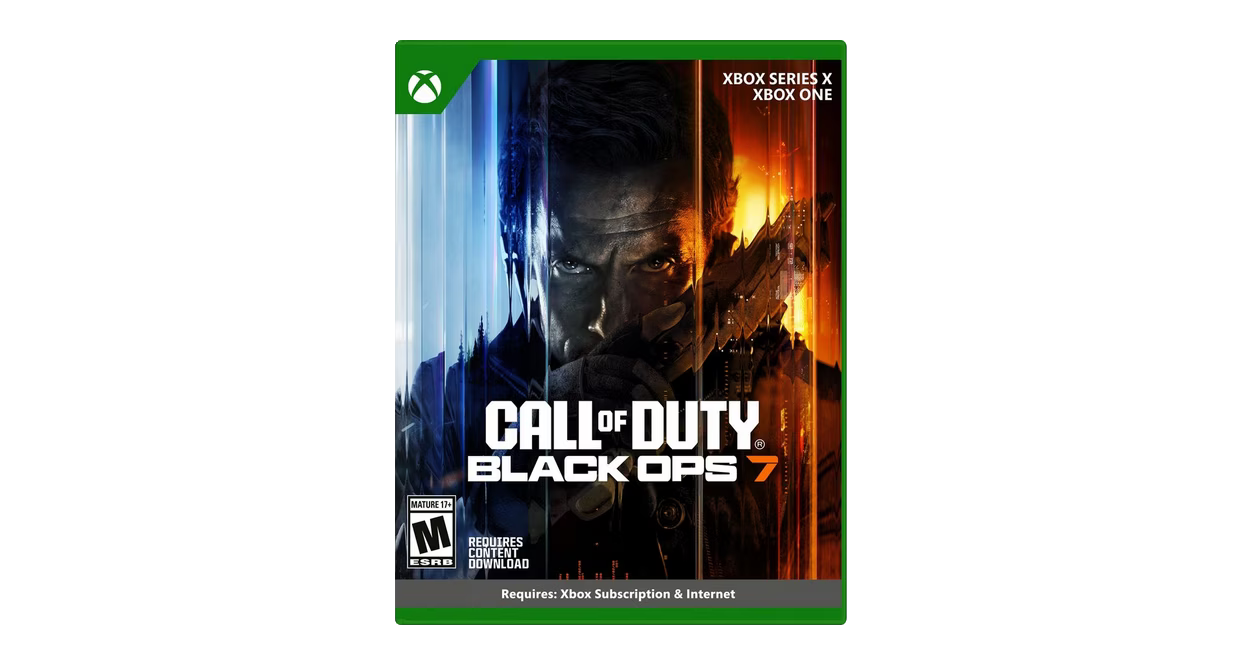 XBOX SERIES X
XBOX ONE
CALL OF DUTY®
BLACK OPS 7
MATURE 17+
M
ESRB
REQUIRES
CONTENT
DOWNLOAD
Requires: Xbox Subscription & Internet